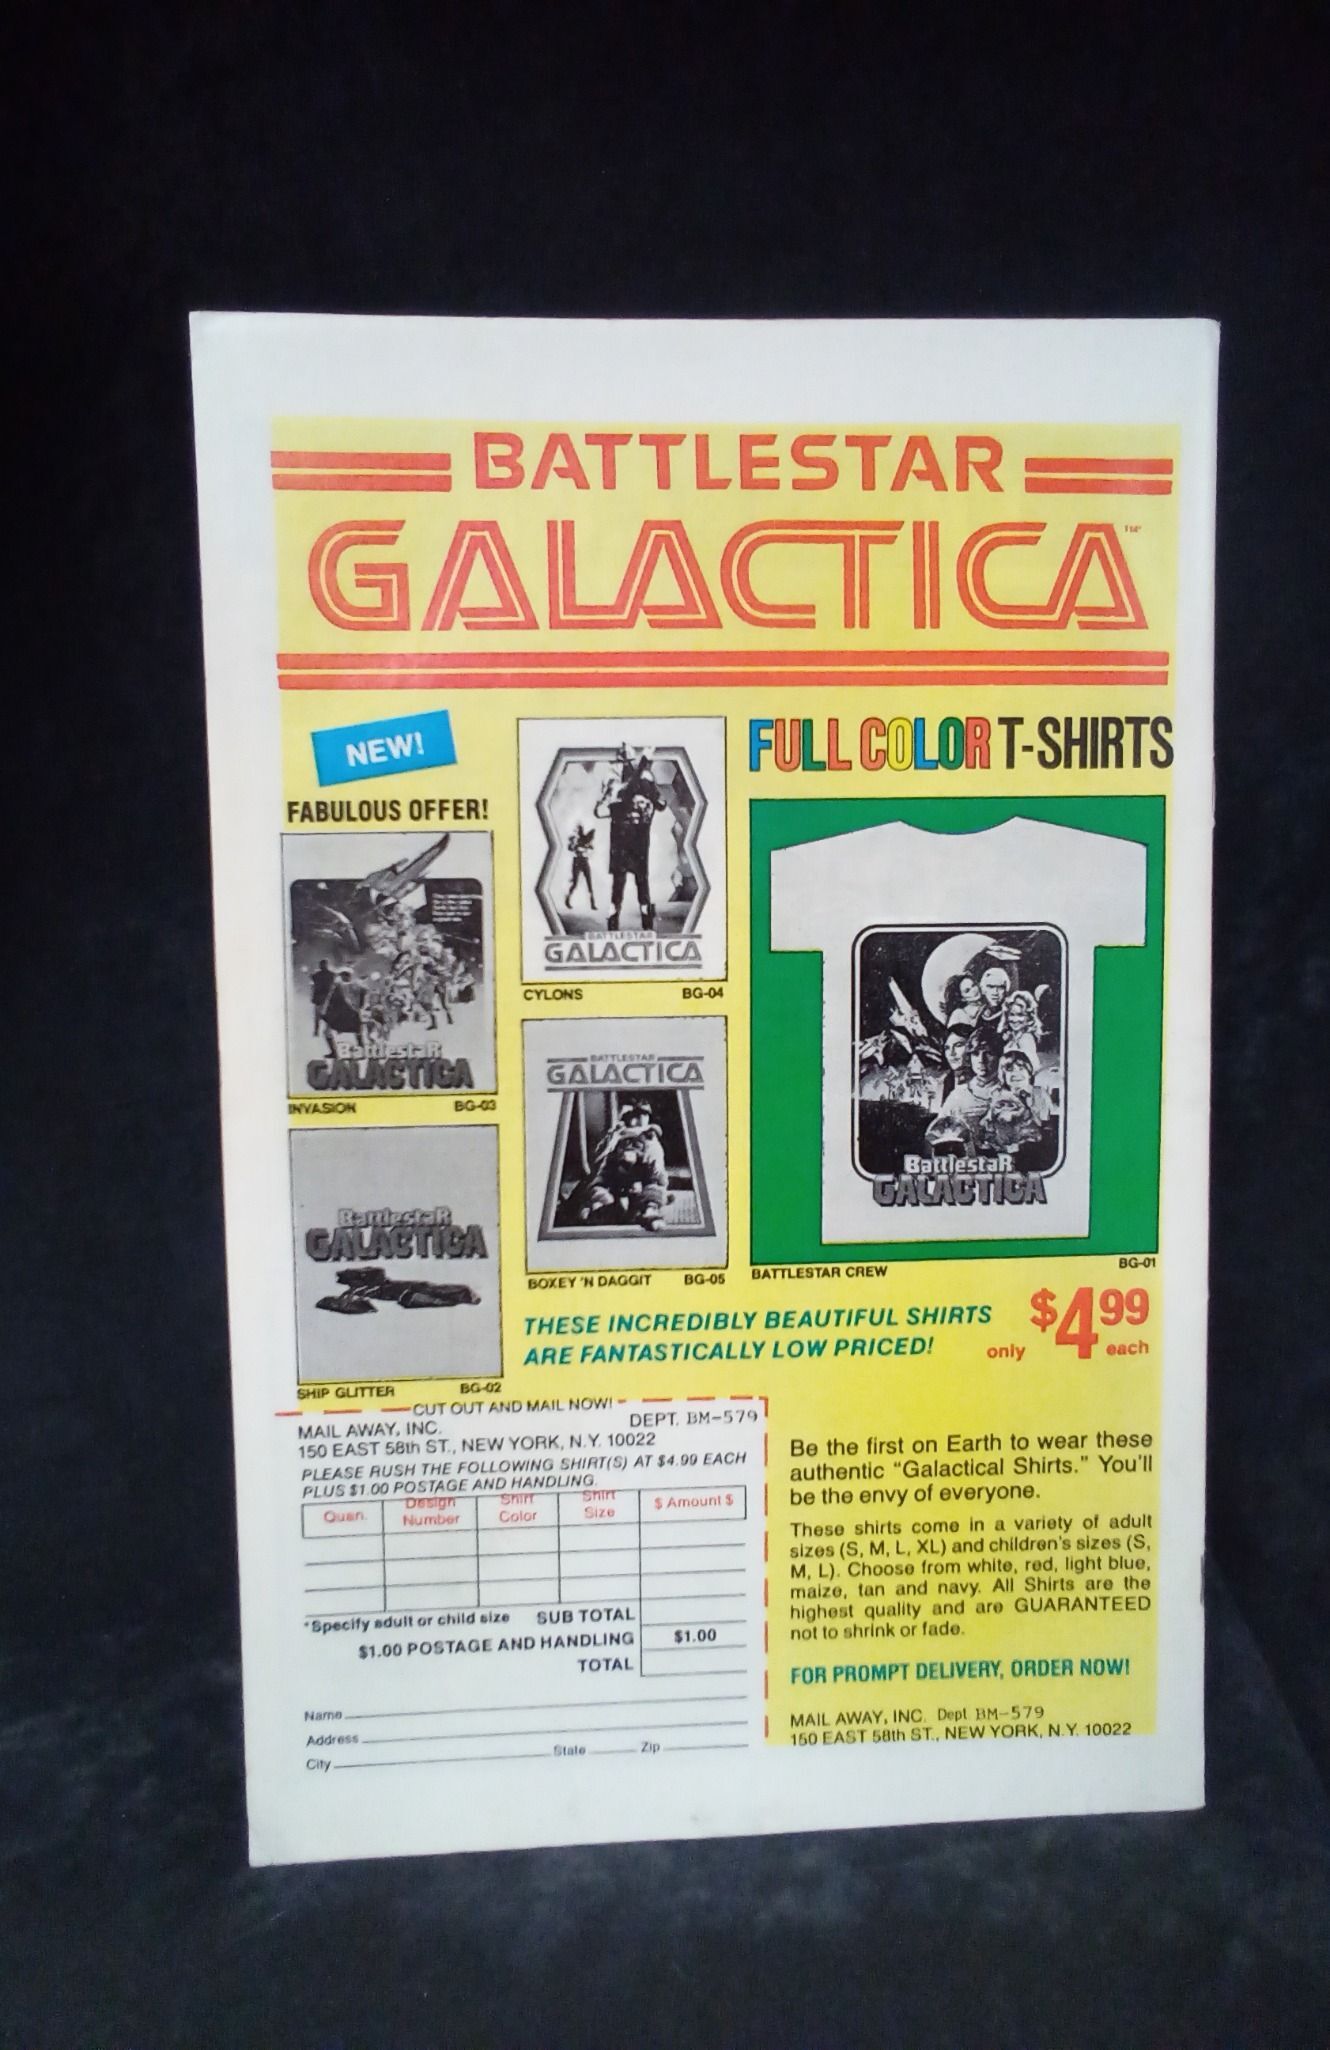 BATTLESTAR
GALACTICA™
NEW!
FABULOUS OFFER!
FULL COLOR T-SHIRTS
BattlestaR
GALACTICA
INVASION BG-03
BATTLESTAR
GALACTICA
CYLONS BG-04
BattlestaR
GALACTICA
SHIP GLITTER BG-02
BATTLESTAR
GALACTICA
BOXEY 'N DAGGIT BG-05
BattlestaR
GALACTICA
BATTLESTAR CREW BG-01
THESE INCREDIBLY BEAUTIFUL SHIRTS
ARE FANTASTICALLY LOW PRICED!
only $4.99 each
CUT OUT AND MAIL NOW!
MAIL AWAY, INC. DEPT. BM-579
150 EAST 58th ST., NEW YORK, N.Y. 10022
PLEASE RUSH THE FOLLOWING SHIRT(S) AT $4.99 EACH
PLUS $1.00 POSTAGE AND HANDLING.
Quan. Design Number Shirt Color Shirt Size $ Amount $
*Specify adult or child size SUB TOTAL
$1.00 POSTAGE AND HANDLING $1.00
TOTAL
Name
Address
City State Zip
Be the first on Earth to wear these
authentic "Galactical Shirts." You'll
be the envy of everyone.
These shirts come in a variety of adult
sizes (S, M, L, XL) and children's sizes (S,
M, L). Choose from white, red, light blue,
maize, tan and navy. All Shirts are the
highest quality and are GUARANTEED
not to shrink or fade.
FOR PROMPT DELIVERY, ORDER NOW!
MAIL AWAY, INC. Dept. BM-579
150 EAST 58th ST., NEW YORK, N.Y. 10022